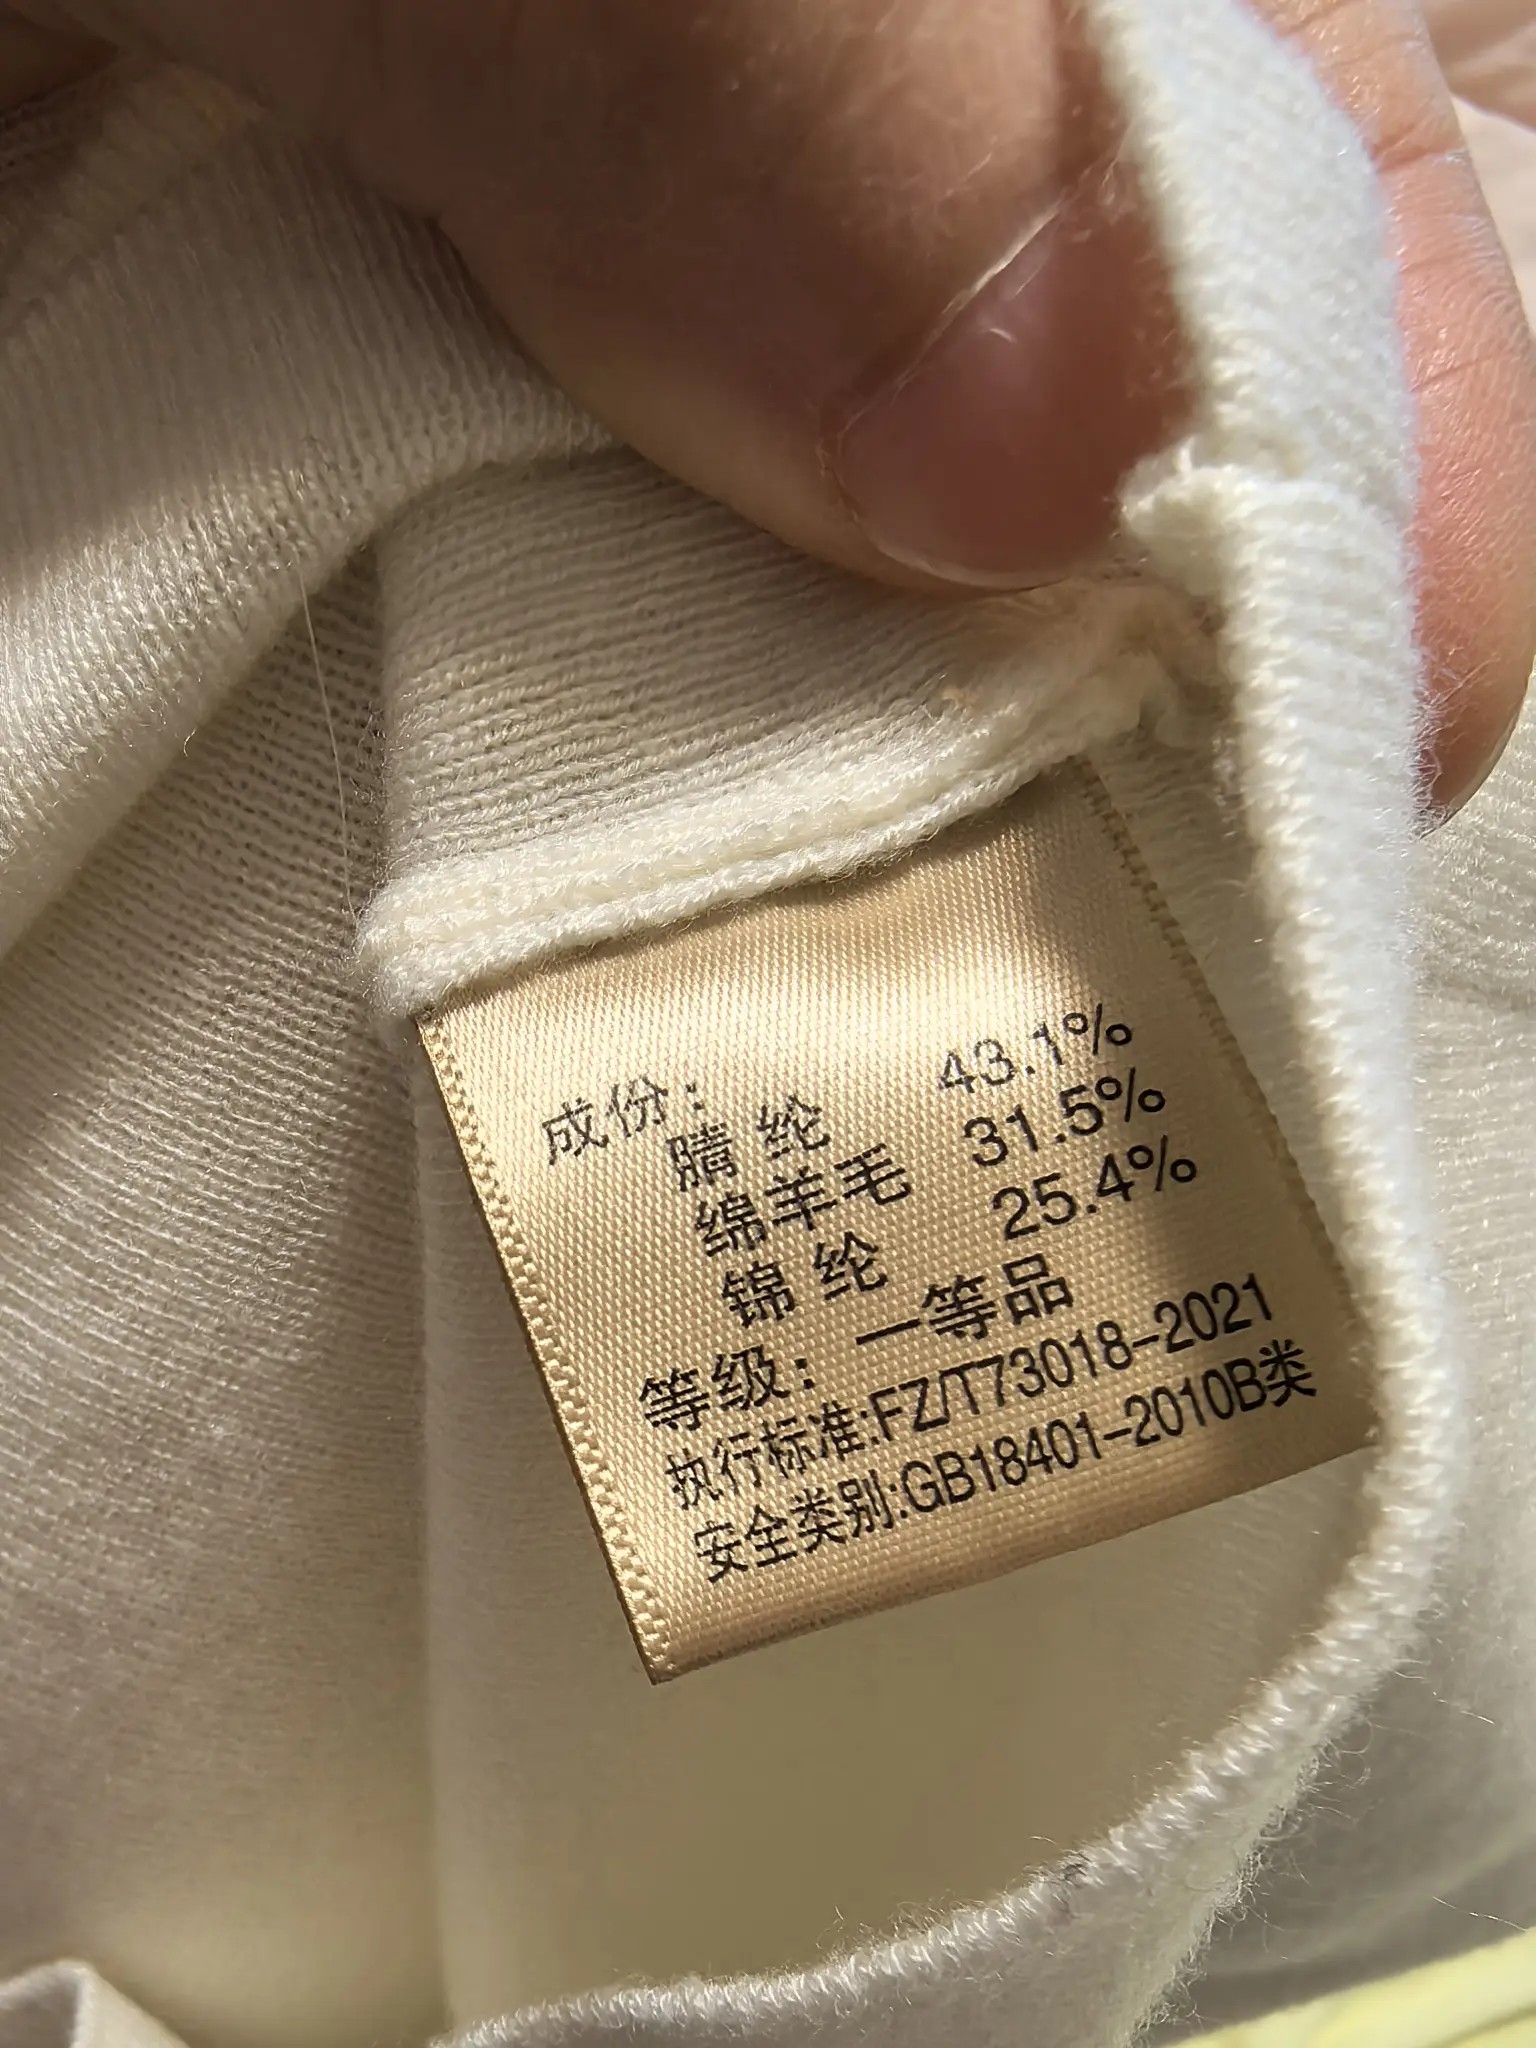 成份：
腈 纶 43.1%
绵羊毛 31.5%
锦 纶 25.4%
等级：一等品
执行标准:FZ/T73018-2021
安全类别:GB18401-2010B类